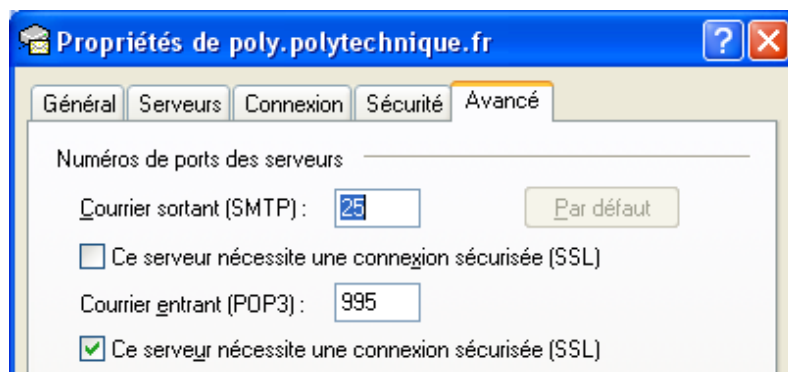 Propriétés de poly.polytechnique.fr
Général Serveurs Connexion Sécurité Avancé
Numéros de ports des serveurs
Courrier sortant (SMTP) : 25 Par défaut
Ce serveur nécessite une connexion sécurisée (SSL)
Courrier entrant (POP3) : 995
Ce serveur nécessite une connexion sécurisée (SSL)